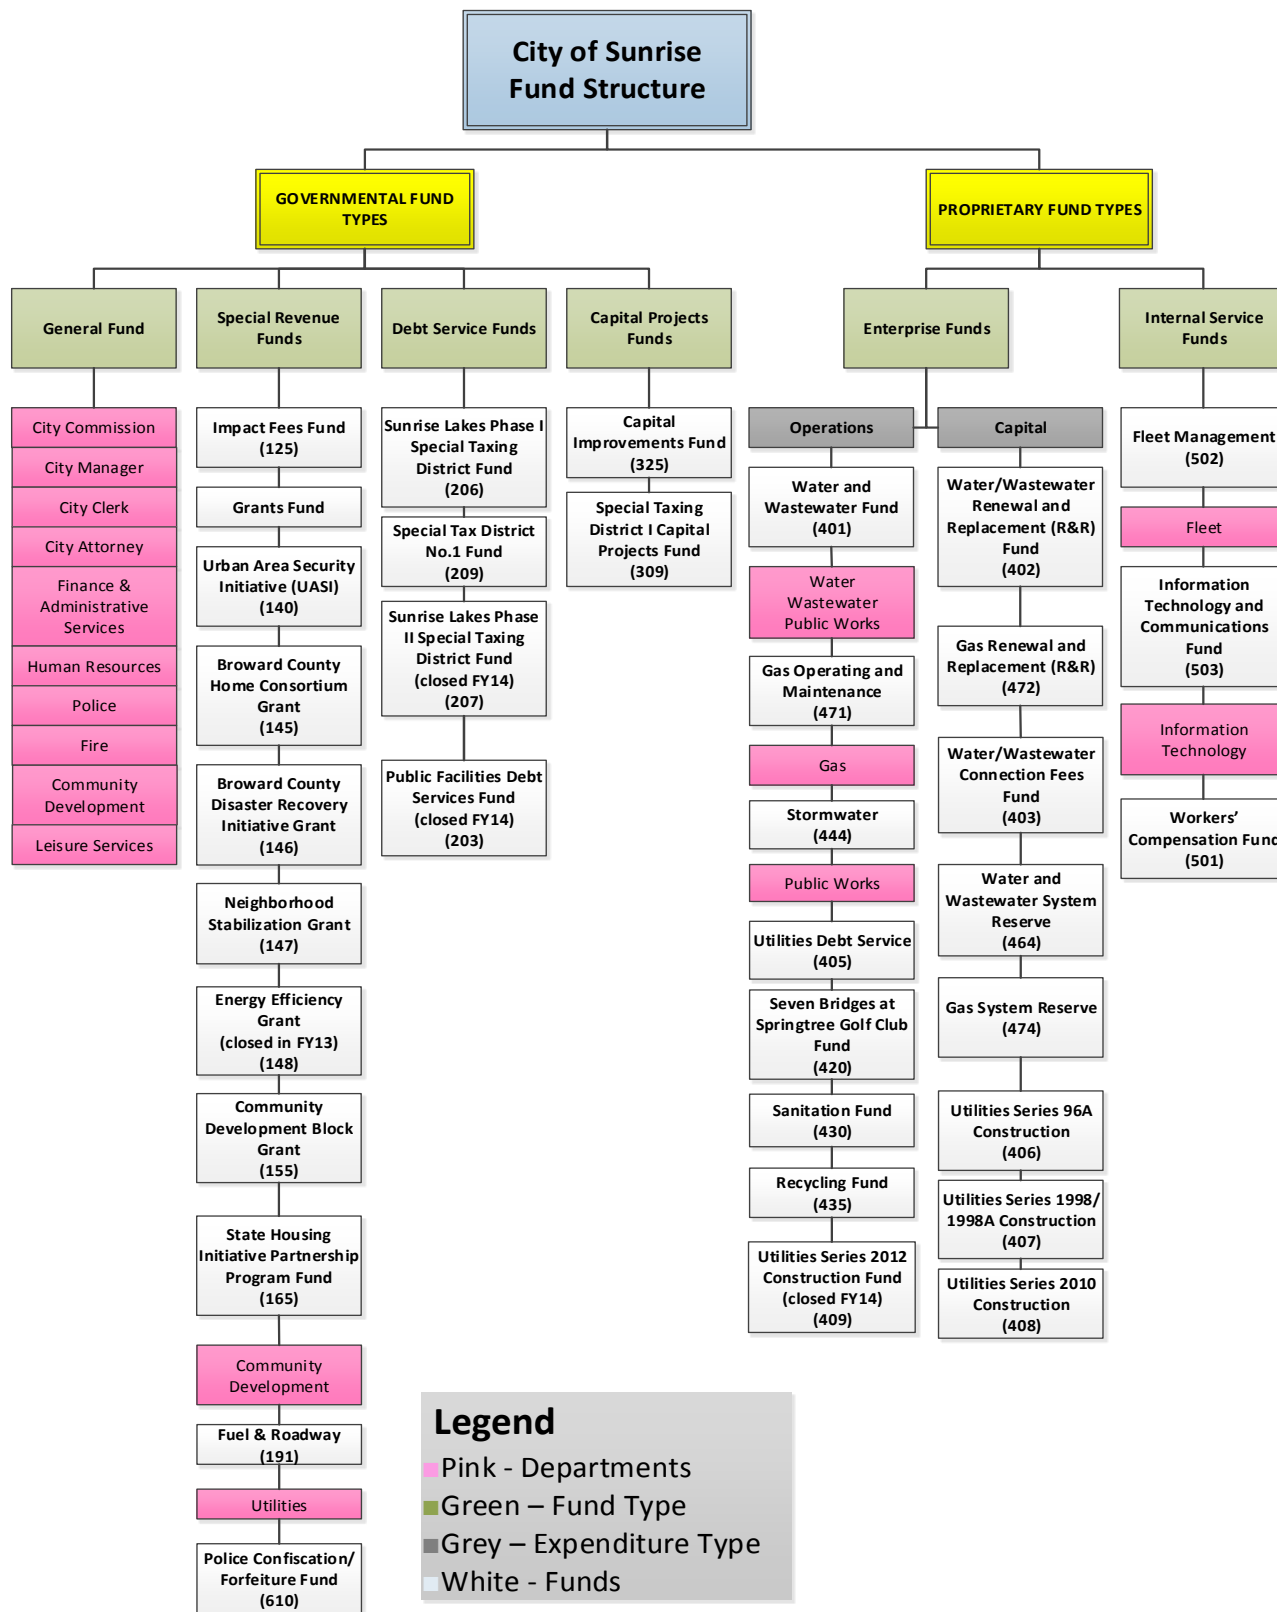 City of Sunrise
Fund Structure
GOVERNMENTAL FUND
TYPES
PROPRIETARY FUND TYPES
General Fund
Special Revenue
Funds
Debt Service Funds
Capital Projects
Funds
Enterprise Funds
Internal Service
Funds
City Commission
City Manager
City Clerk
City Attorney
Finance &
Administrative
Services
Human Resources
Police
Fire
Community
Development
Leisure Services
Impact Fees Fund
(125)
Grants Fund
Urban Area Security
Initiative (UASI)
(140)
Broward County
Home Consortium
Grant
(145)
Broward County
Disaster Recovery
Initiative Grant
(146)
Neighborhood
Stabilization Grant
(147)
Energy Efficiency
Grant
(closed in FY13)
(148)
Community
Development Block
Grant
(155)
State Housing
Initiative Partnership
Program Fund
(165)
Community
Development
Fuel & Roadway
(191)
Utilities
Police Confiscation/
Forfeiture Fund
(610)
Sunrise Lakes Phase I
Special Taxing
District Fund
(206)
Special Tax District
No.1 Fund
(209)
Sunrise Lakes Phase
II Special Taxing
District Fund
(closed FY14)
(207)
Public Facilities Debt
Services Fund
(closed FY14)
(203)
Capital
Improvements Fund
(325)
Special Taxing
District I Capital
Projects Fund
(309)
Operations
Water and
Wastewater Fund
(401)
Water
Wastewater
Public Works
Gas Operating and
Maintenance
(471)
Gas
Stormwater
(444)
Public Works
Utilities Debt Service
(405)
Seven Bridges at
Springtree Golf Club
Fund
(420)
Sanitation Fund
(430)
Recycling Fund
(435)
Utilities Series 2012
Construction Fund
(closed FY14)
(409)
Capital
Water/Wastewater
Renewal and
Replacement (R&R)
Fund
(402)
Gas Renewal and
Replacement (R&R)
(472)
Water/Wastewater
Connection Fees
Fund
(403)
Water and
Wastewater System
Reserve
(464)
Gas System Reserve
(474)
Utilities Series 96A
Construction
(406)
Utilities Series 1998/
1998A Construction
(407)
Utilities Series 2010
Construction
(408)
Fleet Management
(502)
Fleet
Information
Technology and
Communications
Fund
(503)
Information
Technology
Workers’
Compensation Fund
(501)
Legend
Pink - Departments
Green – Fund Type
Grey – Expenditure Type
White - Funds